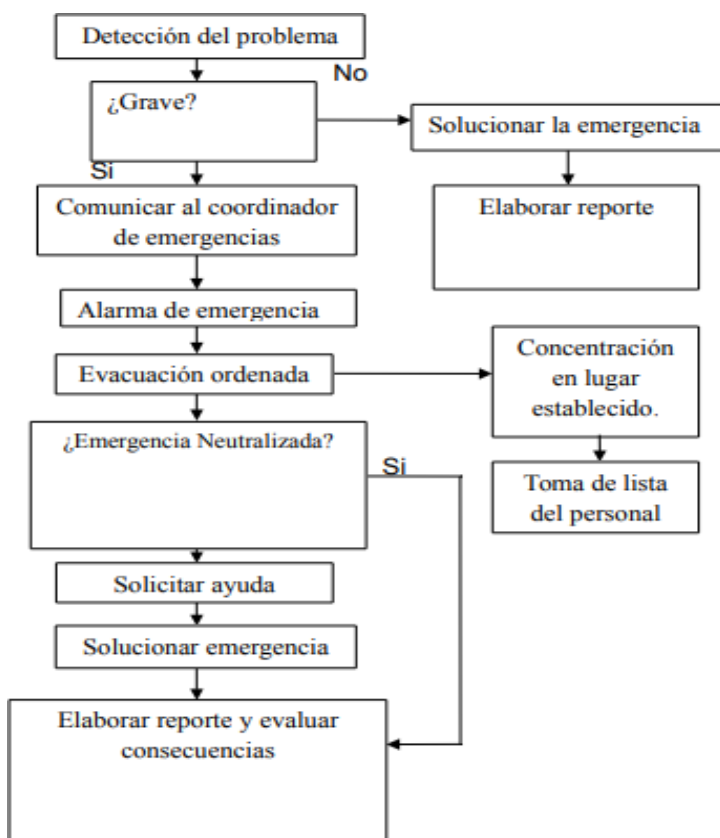 Detección del problema
No
¿Grave?
Solucionar la emergencia
Si
Comunicar al coordinador
de emergencias
Elaborar reporte
Alarma de emergencia
Evacuación ordenada
Concentración
en lugar
establecido.
¿Emergencia Neutralizada?
Si
Toma de lista
del personal
Solicitar ayuda
Solucionar emergencia
Elaborar reporte y evaluar
consecuencias